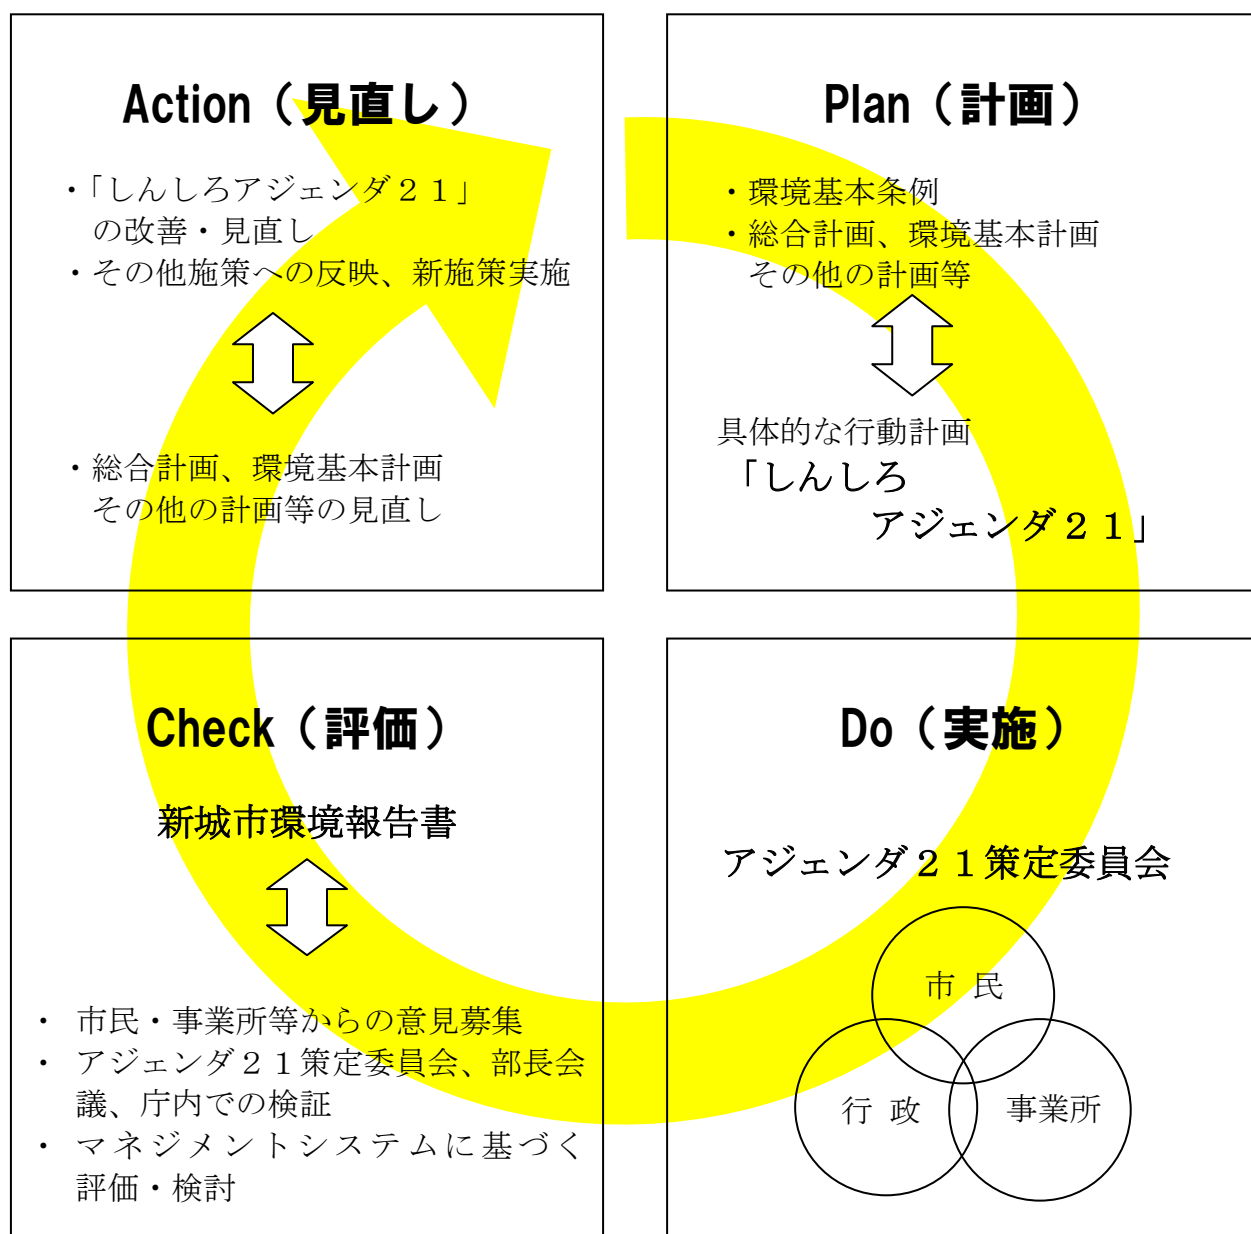 Action（見直し）
・「しんしろアジェンダ２１」
の改善・見直し
・その他施策への反映、新施策実施
・総合計画、環境基本計画
その他の計画等の見直し
Plan（計画）
・環境基本条例
・総合計画、環境基本計画
その他の計画等
具体的な行動計画
「しんしろ
アジェンダ２１」
Check（評価）
新城市環境報告書
・ 市民・事業所等からの意見募集
・ アジェンダ２１策定委員会、部長会
議、庁内での検証
・ マネジメントシステムに基づく
評価・検討
Do（実施）
アジェンダ２１策定委員会
市 民
行 政
事業所